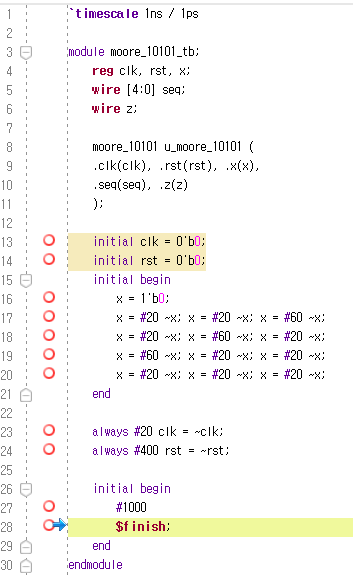 1 `timescale 1ns / 1ps
2
3 module moore_10101_tb;
4 reg clk, rst, x;
5 wire [4:0] seq;
6 wire z;
7
8 moore_10101 u_moore_10101 (
9 .clk(clk), .rst(rst), .x(x),
10 .seq(seq), .z(z)
11 );
12
13 initial clk = 0'b0;
14 initial rst = 0'b0;
15 initial begin
16 x = 1'b0;
17 x = #20 ~x; x = #20 ~x; x = #60 ~x;
18 x = #20 ~x; x = #60 ~x; x = #20 ~x;
19 x = #60 ~x; x = #20 ~x; x = #20 ~x;
20 x = #20 ~x; x = #20 ~x; x = #20 ~x;
21 end
22
23 always #20 clk = ~clk;
24 always #400 rst = ~rst;
25
26 initial begin
27 #1000
28 $finish;
29 end
30 endmodule